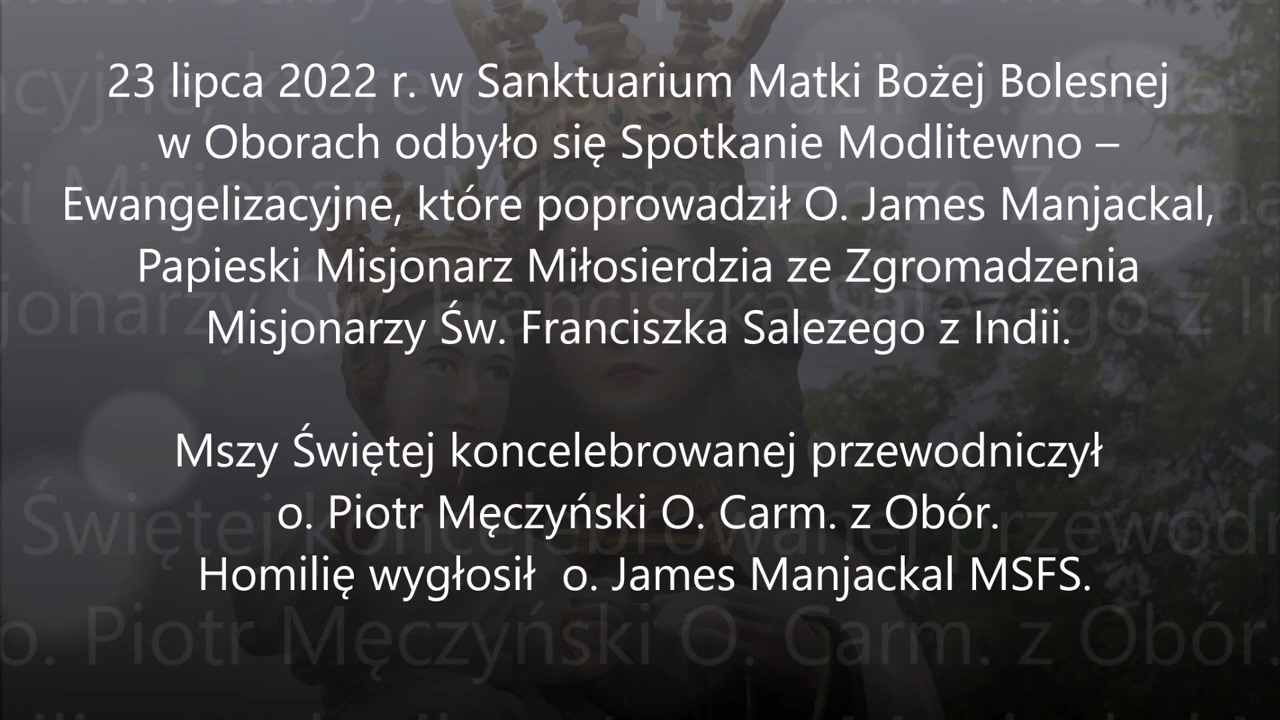 23 lipca 2022 r. w Sanktuarium Matki Bożej Bolesnej
w Oborach odbyło się Spotkanie Modlitewno –
Ewangelizacyjne, które poprowadził O. James Manjackal,
Papieski Misjonarz Miłosierdzia ze Zgromadzenia
Misjonarzy Św. Franciszka Salezego z Indii.
Mszy Świętej koncelebrowanej przewodniczył
o. Piotr Męczyński O. Carm. z Obór.
Homilię wygłosił  o. James Manjackal MSFS.